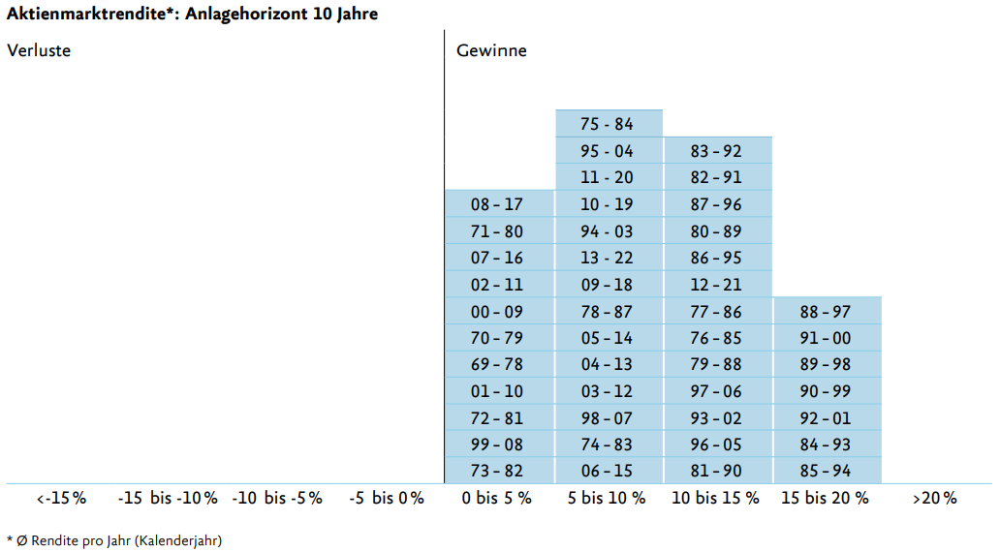 Aktienmarktrendite*: Anlagehorizont 10 Jahre
Verluste Gewinne
75 - 84
95 - 04 83 – 92
11 - 20 82 – 91
08 – 17 10 - 19 87 – 96
71 – 80 94 - 03 80 – 89
07 – 16 13 - 22 86 – 95
02 – 11 09 – 18 12 – 21
00 – 09 78 – 87 77 – 86 88 – 97
70 – 79 05 – 14 76 – 85 91 – 00
69 – 78 04 – 13 79 – 88 89 – 98
01 – 10 03 – 12 97 – 06 90 – 99
72 – 81 98 – 07 93 – 02 92 – 01
99 – 08 74 – 83 96 – 05 84 – 93
73 – 82 06 – 15 81 – 90 85 – 94
<-15 % -15 bis -10 % -10 bis -5 % -5 bis 0 % 0 bis 5 % 5 bis 10 % 10 bis 15 % 15 bis 20 % >20 %
* Ø Rendite pro Jahr (Kalenderjahr)